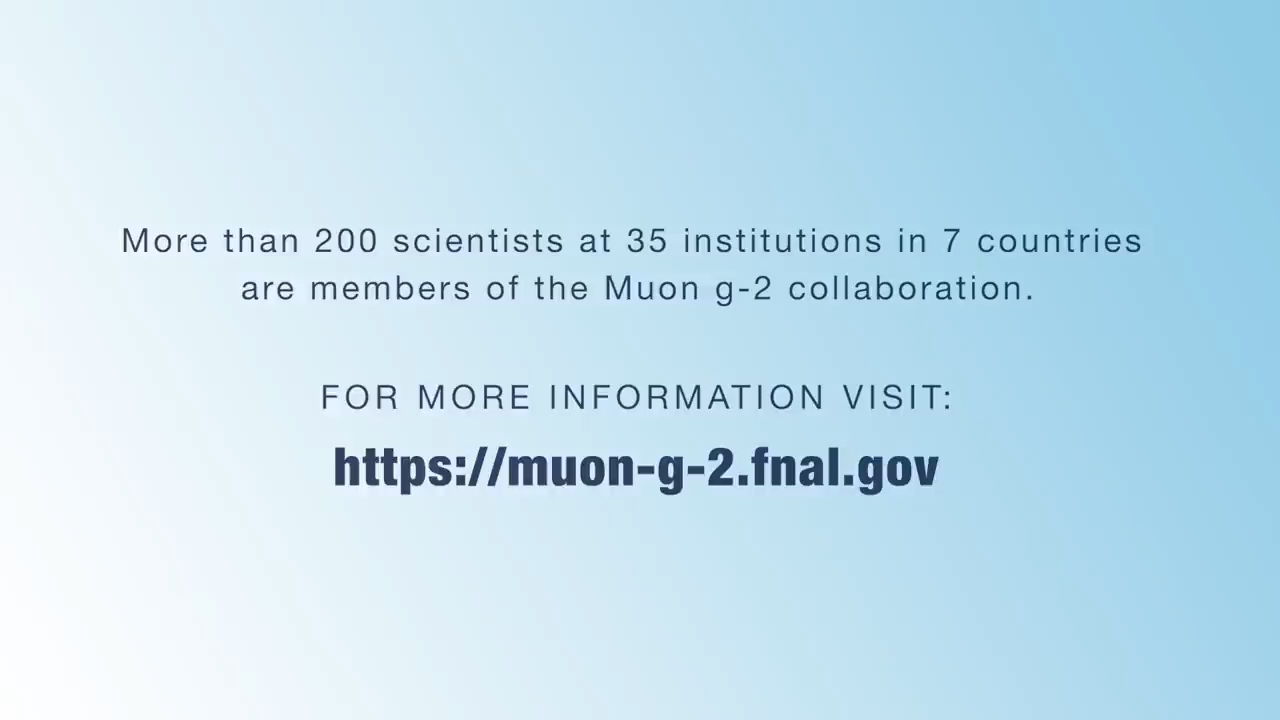 More than 200 scientists at 35 institutions in 7 countries
are members of the Muon g-2 collaboration.
FOR MORE INFORMATION VISIT:
https://muon-g-2.fnal.gov